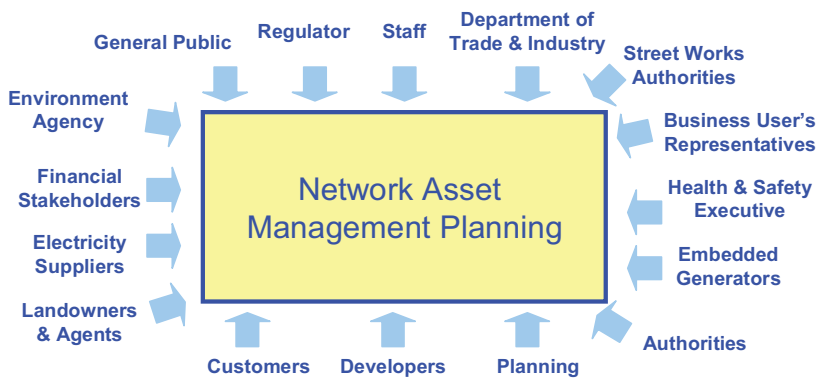 General Public
Regulator
Staff
Department of
Trade & Industry
Street Works
Authorities
Environment
Agency
Business User's
Representatives
Financial
Stakeholders
Network Asset
Management Planning
Health & Safety
Executive
Electricity
Suppliers
Embedded
Generators
Landowners
& Agents
Authorities
Customers
Developers
Planning